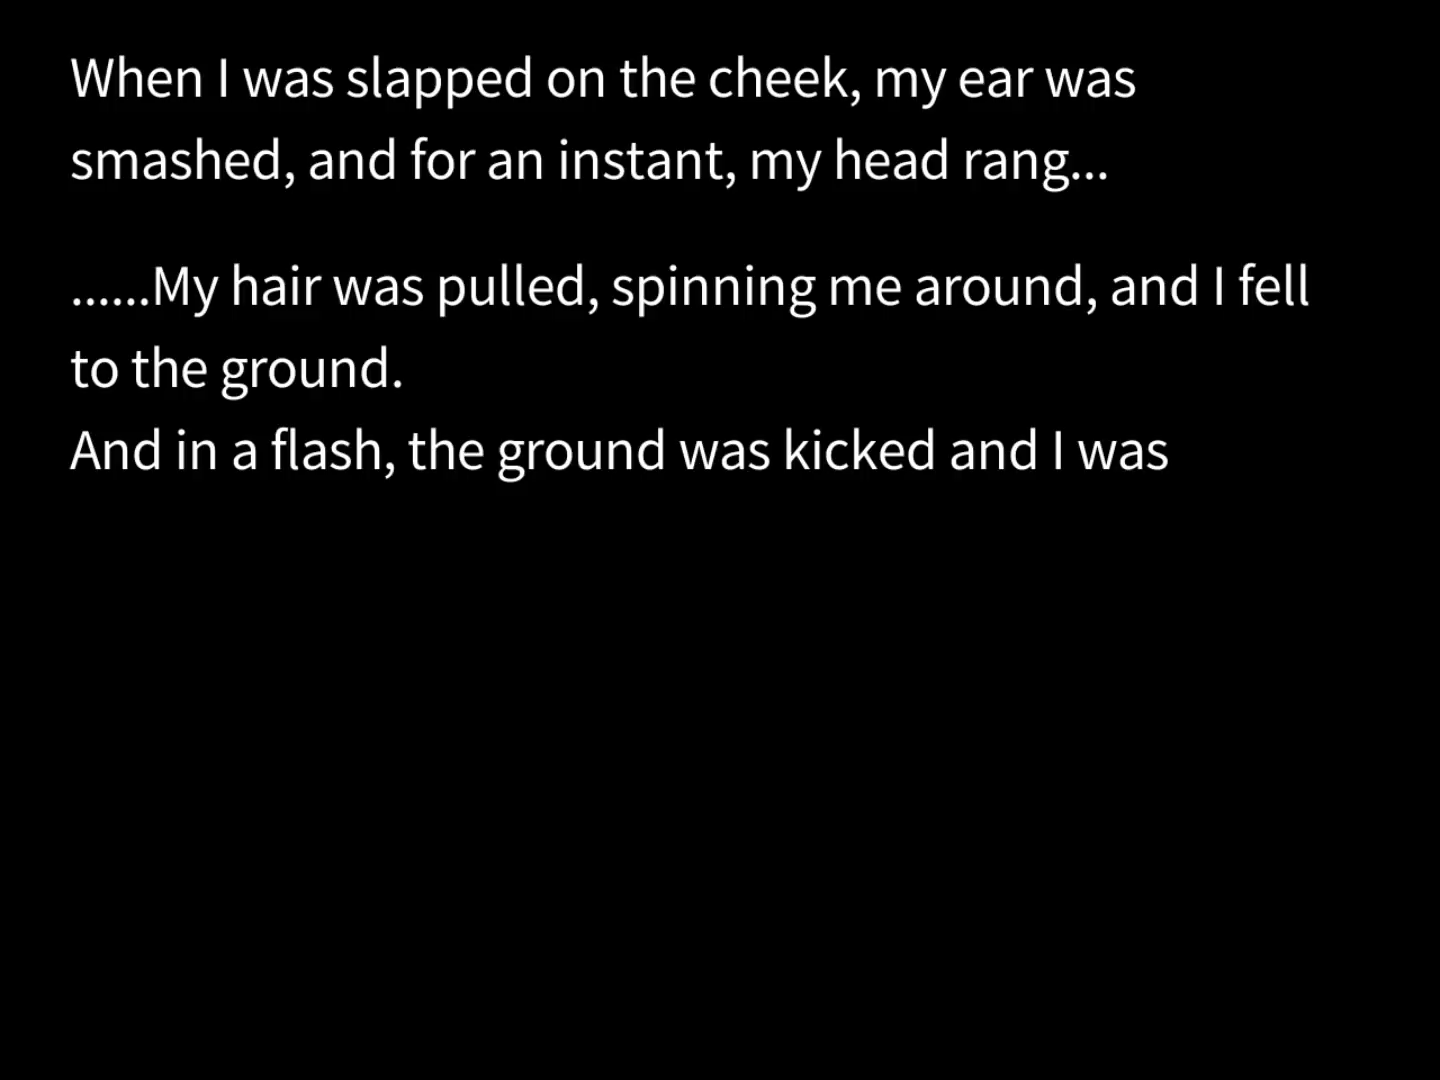 When I was slapped on the cheek, my ear was
smashed, and for an instant, my head rang...
......My hair was pulled, spinning me around, and I fell
to the ground.
And in a flash, the ground was kicked and I was